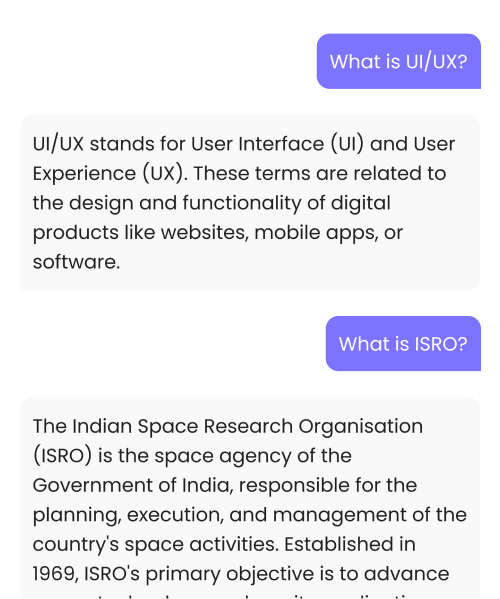 What is UI/UX?
UI/UX stands for User Interface (UI) and User
Experience (UX). These terms are related to
the design and functionality of digital
products like websites, mobile apps, or
software.
What is ISRO?
The Indian Space Research Organisation
(ISRO) is the space agency of the
Government of India, responsible for the
planning, execution, and management of the
country's space activities. Established in
1969, ISRO's primary objective is to advance